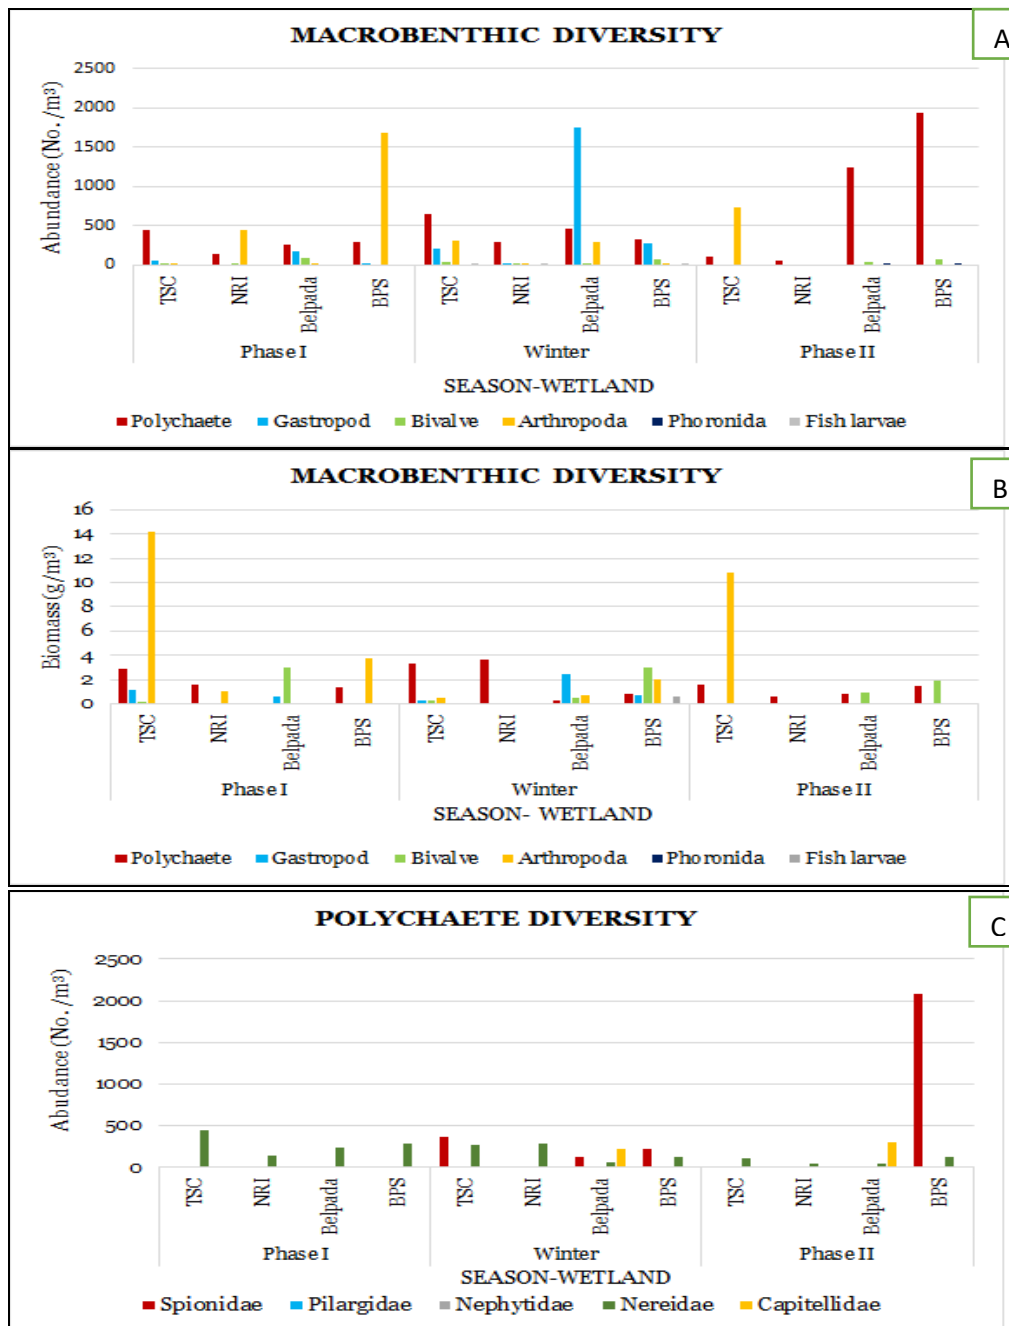 MACROBENTHIC DIVERSITY
A
Abundance (No./m³)
2500
2000
1500
1000
500
0
TSC NRI Belpada BPS TSC NRI Belpada BPS TSC NRI Belpada BPS
Phase I Winter Phase II
SEASON-WETLAND
Polychaete Gastropod Bivalve Arthropoda Phoronida Fish larvae
MACROBENTHIC DIVERSITY
B
Biomass (g/m³)
16
14
12
10
8
6
4
2
0
TSC NRI Belpada BPS TSC NRI Belpada BPS TSC NRI Belpada BPS
Phase I Winter Phase II
SEASON- WETLAND
Polychaete Gastropod Bivalve Arthropoda Phoronida Fish larvae
POLYCHAETE DIVERSITY
C
Abudance (No./m³)
2500
2000
1500
1000
500
0
TSC NRI Belpada BPS TSC NRI Belpada BPS TSC NRI Belpada BPS
Phase I Winter Phase II
SEASON-WETLAND
Spionidae Pilargidae Nephytidae Nereidae Capitellidae